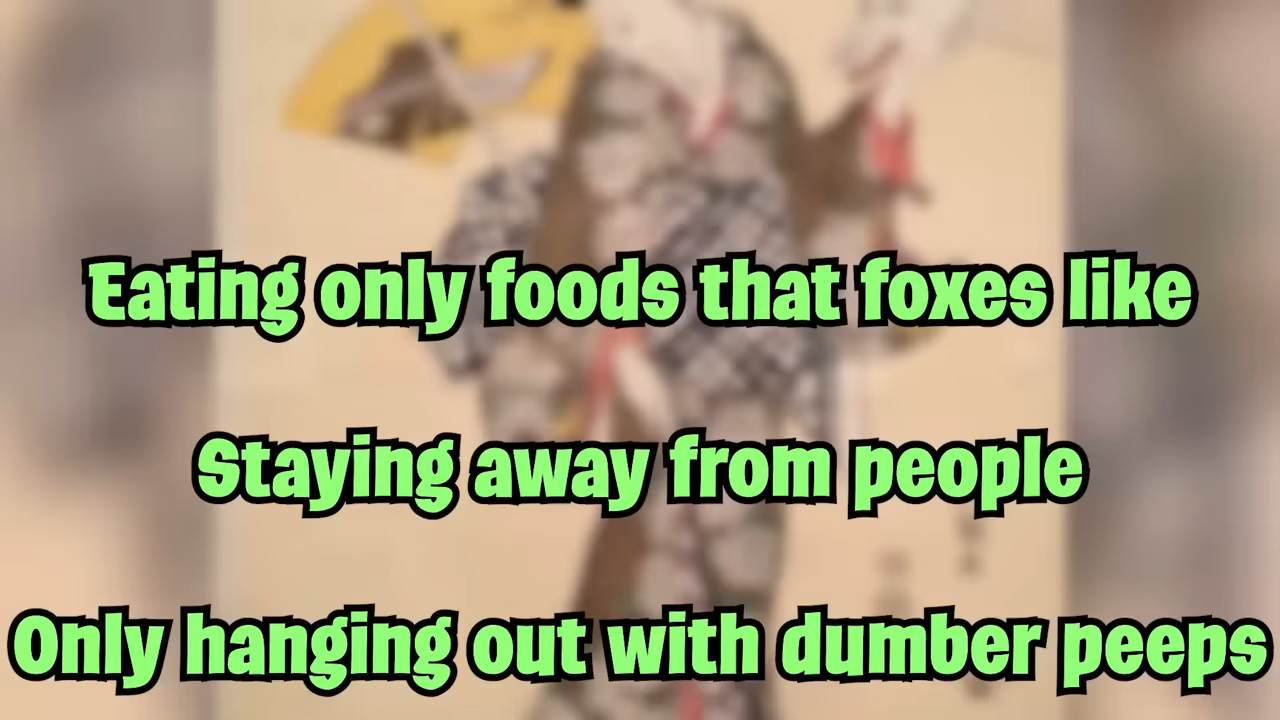 Eating only foods that foxes like
Staying away from people
Only hanging out with dumber peeps